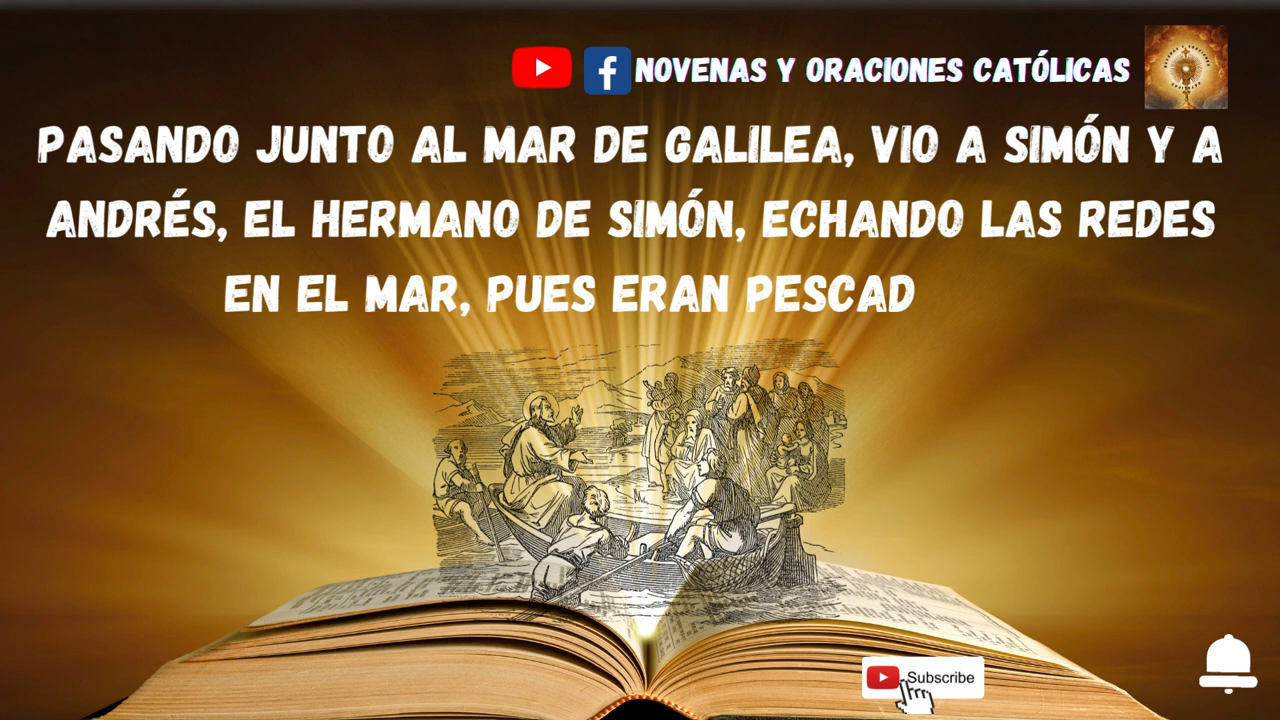 NOVENAS Y ORACIONES CATÓLICAS
PASANDO JUNTO AL MAR DE GALILEA, VIO A SIMÓN Y A
ANDRÉS, EL HERMANO DE SIMÓN, ECHANDO LAS REDES
EN EL MAR, PUES ERAN PESCAD
Subscribe